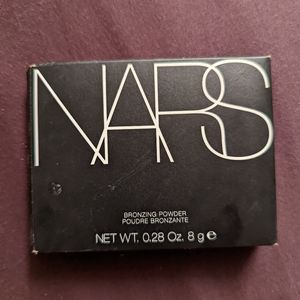 NARS
BRONZING POWDER
POUDRE BRONZANTE
NET WT. 0.28 Oz. 8 g ℮